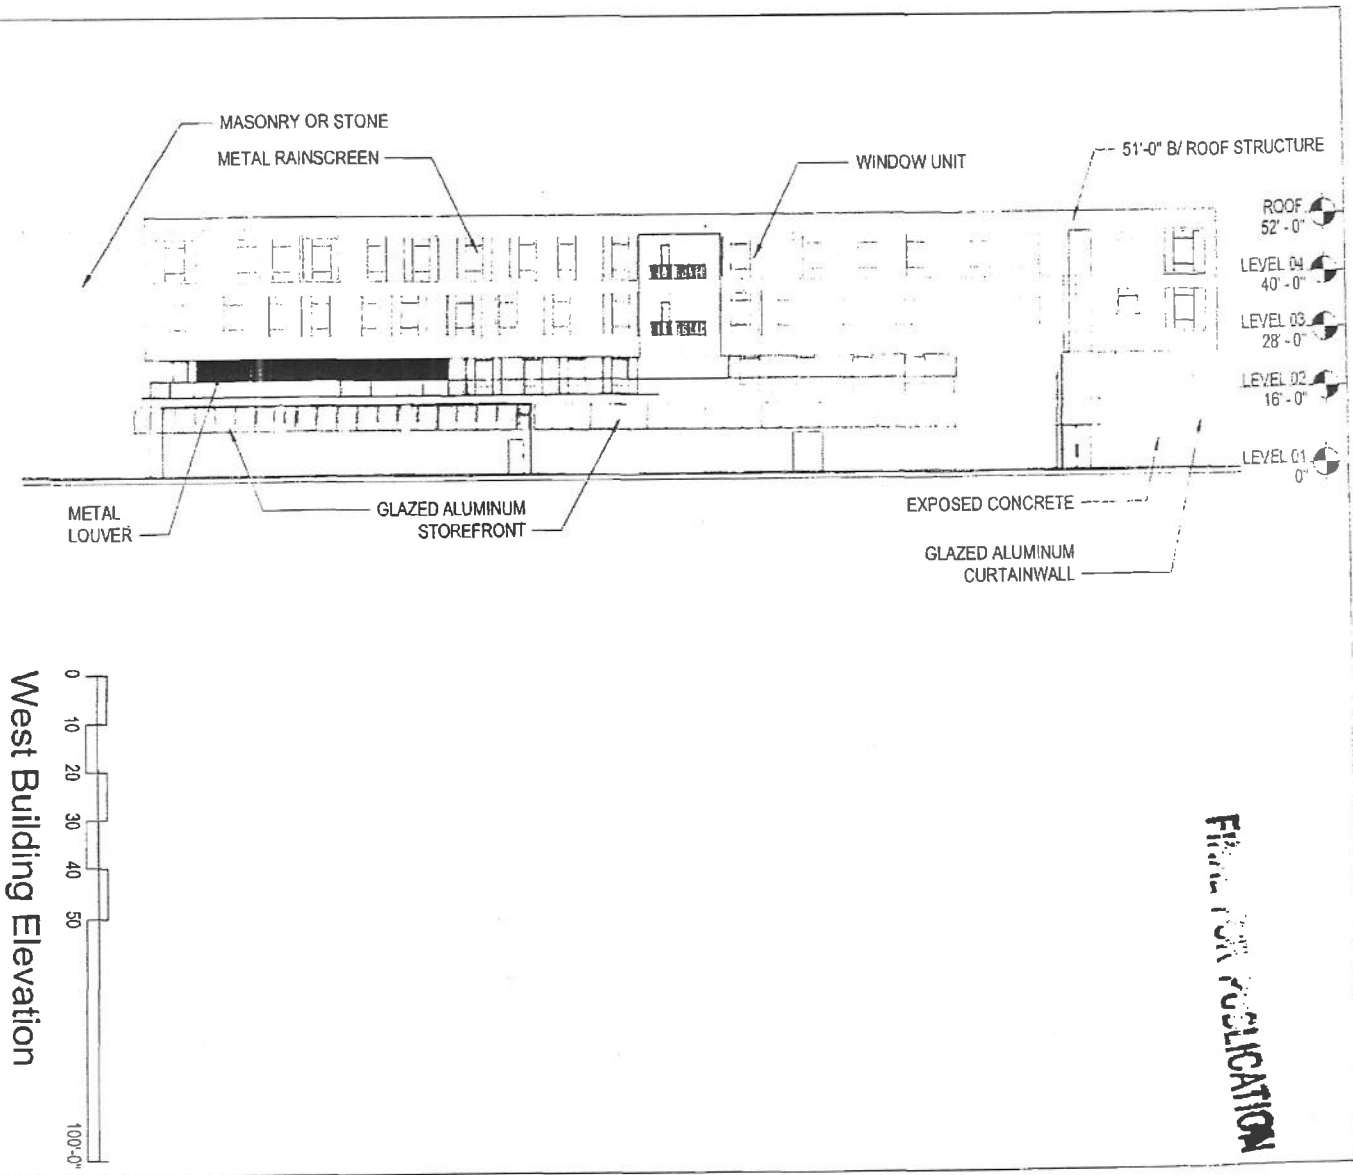 MASONRY OR STONE
METAL RAINSCREEN
WINDOW UNIT
51'-0" B/ ROOF STRUCTURE
ROOF
52' - 0"
LEVEL 04
40' - 0"
LEVEL 03
28' - 0"
LEVEL 02
16' - 0"
LEVEL 01
0"
METAL
LOUVER
GLAZED ALUMINUM
STOREFRONT
EXPOSED CONCRETE
GLAZED ALUMINUM
CURTAINWALL
0
10
20
30
40
50
100'-0"
West Building Elevation
FOR PUBLICATION